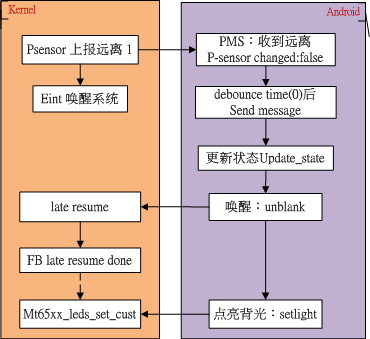 Kernel
Android
Psensor 上报远离 1
Eint 唤醒系统
late resume
FB late resume done
Mt65xx_leds_set_cust
PMS：收到远离
P-sensor changed:false
debounce time(0)后
Send message
更新状态Update_state
唤醒：unblank
点亮背光：setlight